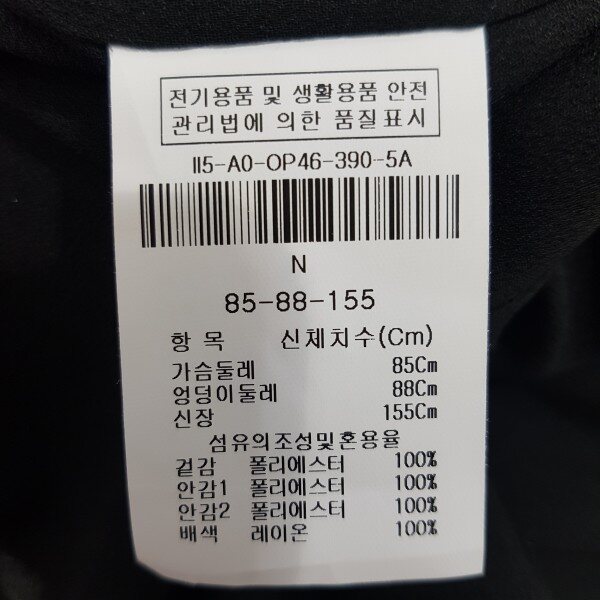 전기용품 및 생활용품 안전
관리법에 의한 품질표시
II5-A0-OP46-390-5A
N
85-88-155
항 목 신체치수(Cm)
가슴둘레 85Cm
엉덩이둘레 88Cm
신장 155Cm
섬유의조성및혼용율
겉감 폴리에스터 100%
안감1 폴리에스터 100%
안감2 폴리에스터 100%
배색 레이온 100%